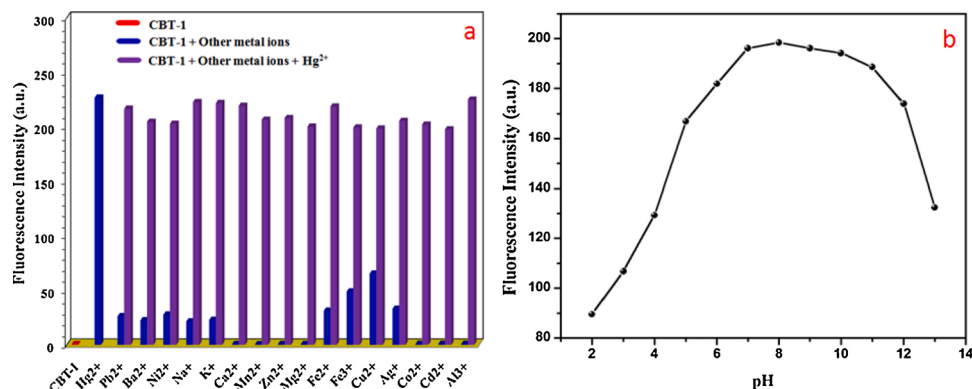 a
CBT-1
CBT-1 + Other metal ions
CBT-1 + Other metal ions + Hg²⁺
Fluorescence Intensity (a.u.)
300
250
200
150
100
50
0
CBT-1 Hg2+ Pb2+ Ba2+ Ni2+ Na+ K+ Ca2+ Mn2+ Zn2+ Mg2+ Fe2+ Fe3+ Cu2+ Ag+ Co2+ Cd2+ Al3+
b
Fluorescence Intensity (a.u.)
200
180
160
140
120
100
80
2 4 6 8 10 12 14
pH